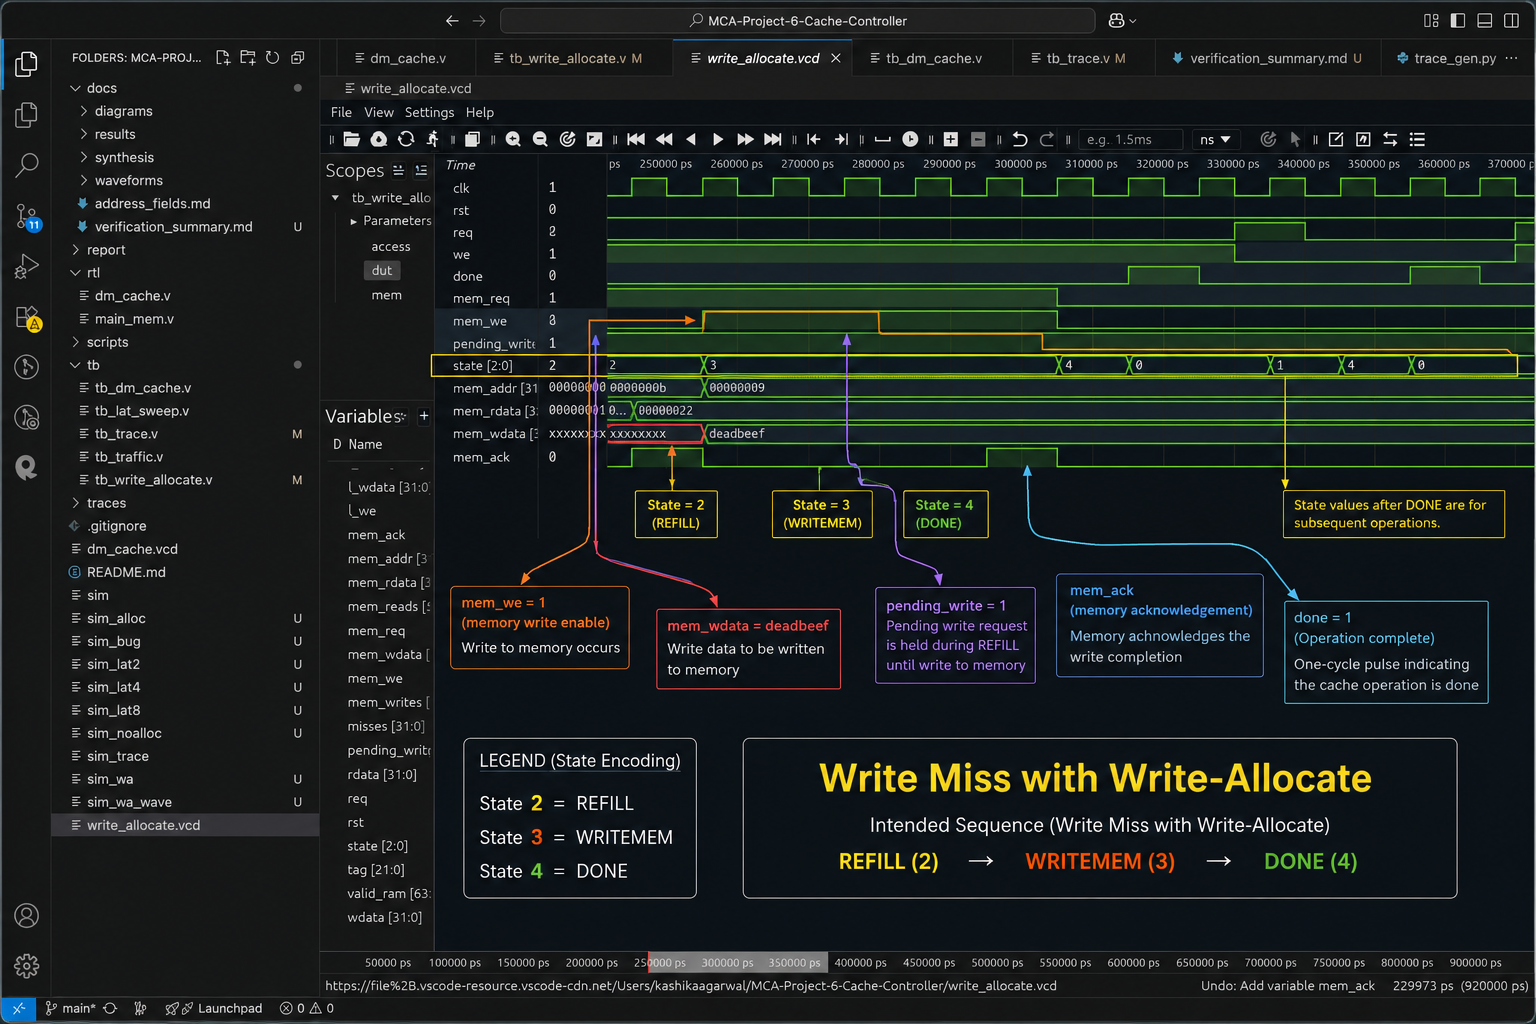 MCA-Project-6-Cache-Controller
FOLDERS: MCA-PROJ...
docs
diagrams
results
synthesis
waveforms
address_fields.md
verification_summary.md U
report
rtl
dm_cache.v
main_mem.v
scripts
tb
tb_dm_cache.v
tb_lat_sweep.v
tb_trace.v M
tb_traffic.v
tb_write_allocate.v M
traces
.gitignore
dm_cache.vcd
README.md
sim
sim_alloc U
sim_bug U
sim_lat2 U
sim_lat4 U
sim_lat8 U
sim_noalloc U
sim_trace
sim_wa U
sim_wa_wave U
write_allocate.vcd
11
dm_cache.v
tb_write_allocate.v M
write_allocate.vcd
tb_dm_cache.v
tb_trace.v M
verification_summary.md U
trace_gen.py
write_allocate.vcd
File View Settings Help
e.g. 1.5ms
ns
Scopes
tb_write_allo
Parameters
access
dut
mem
Variables
D Name
l_wdata [31:0]
l_we
mem_ack
mem_addr [3
mem_rdata [3
mem_reads [
mem_req
mem_wdata [
mem_we
mem_writes [
misses [31:0]
pending_write
rdata [31:0]
req
rst
state [2:0]
tag [21:0]
valid_ram [63:
wdata [31:0]
Time
ps 250000 ps 260000 ps 270000 ps 280000 ps 290000 ps 300000 ps 310000 ps 320000 ps 330000 ps 340000 ps 350000 ps 360000 ps 370000
clk 1
rst 0
req 2
we 1
done 0
mem_req 1
mem_we
pending_write 1
state [2:0] 2 2 3 4 0 1 4 0
mem_addr [31 00000000 0000000b 00000009
mem_rdata [3: 00000001 0... 00000022
mem_wdata [3 xxxxxxxx xxxxxxxx deadbeef
mem_ack 0
State = 2
(REFILL)
State = 3
(WRITEMEM)
State = 4
(DONE)
State values after DONE are for
subsequent operations.
mem_we = 1
(memory write enable)
Write to memory occurs
mem_wdata = deadbeef
Write data to be written
to memory
pending_write = 1
Pending write request
is held during REFILL
until write to memory
mem_ack
(memory acknowledgement)
Memory achnowledges the
write completion
done = 1
(Operation complete)
One-cycle pulse indicating
the cache operation is done
LEGEND (State Encoding)
State 2 = REFILL
State 3 = WRITEMEM
State 4 = DONE
Write Miss with Write-Allocate
Intended Sequence (Write Miss with Write-Allocate)
REFILL (2) → WRITEMEM (3) → DONE (4)
50000 ps 100000 ps 150000 ps 200000 ps 250000 ps 300000 ps 350000 ps 400000 ps 450000 ps 500000 ps 550000 ps 600000 ps 650000 ps 700000 ps 750000 ps 800000 ps 850000 ps 900000 ps
https://file%2B.vscode-resource.vscode-cdn.net/Users/kashikaagarwal/MCA-Project-6-Cache-Controller/write_allocate.vcd
Undo: Add variable mem_ack 229973 ps (920000 ps)
main* Launchpad 0 0